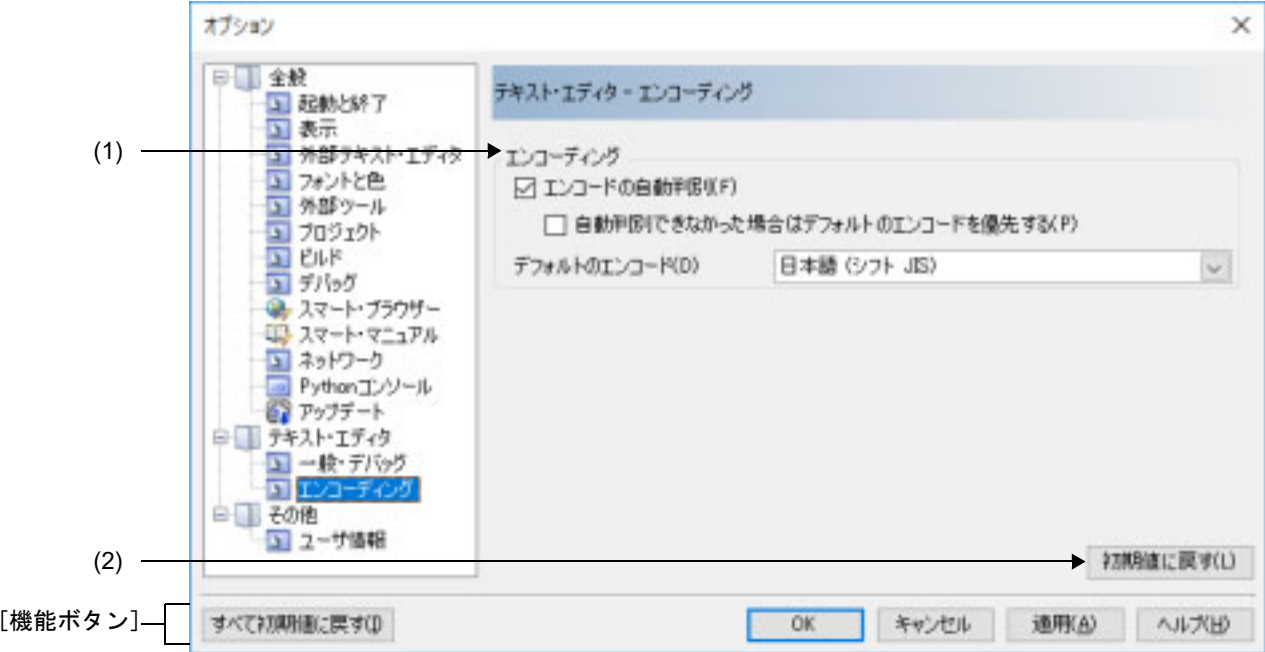 オプション
全般
起動と終了
表示
外部テキスト・エディタ
フォントと色
外部ツール
プロジェクト
ビルド
デバッグ
スマート・ブラウザー
スマート・マニュアル
ネットワーク
Pythonコンソール
アップデート
テキスト・エディタ
一般・デバッグ
エンコーディング
その他
ユーザ情報
テキスト・エディタ - エンコーディング
(1)
エンコーディング
エンコードの自動判別(F)
自動判別できなかった場合はデフォルトのエンコードを優先する(P)
デフォルトのエンコード(D)
日本語 (シフト JIS)
(2)
初期値に戻す(L)
[機能ボタン]
すべて初期値に戻す(I)
OK
キャンセル
適用(A)
ヘルプ(H)